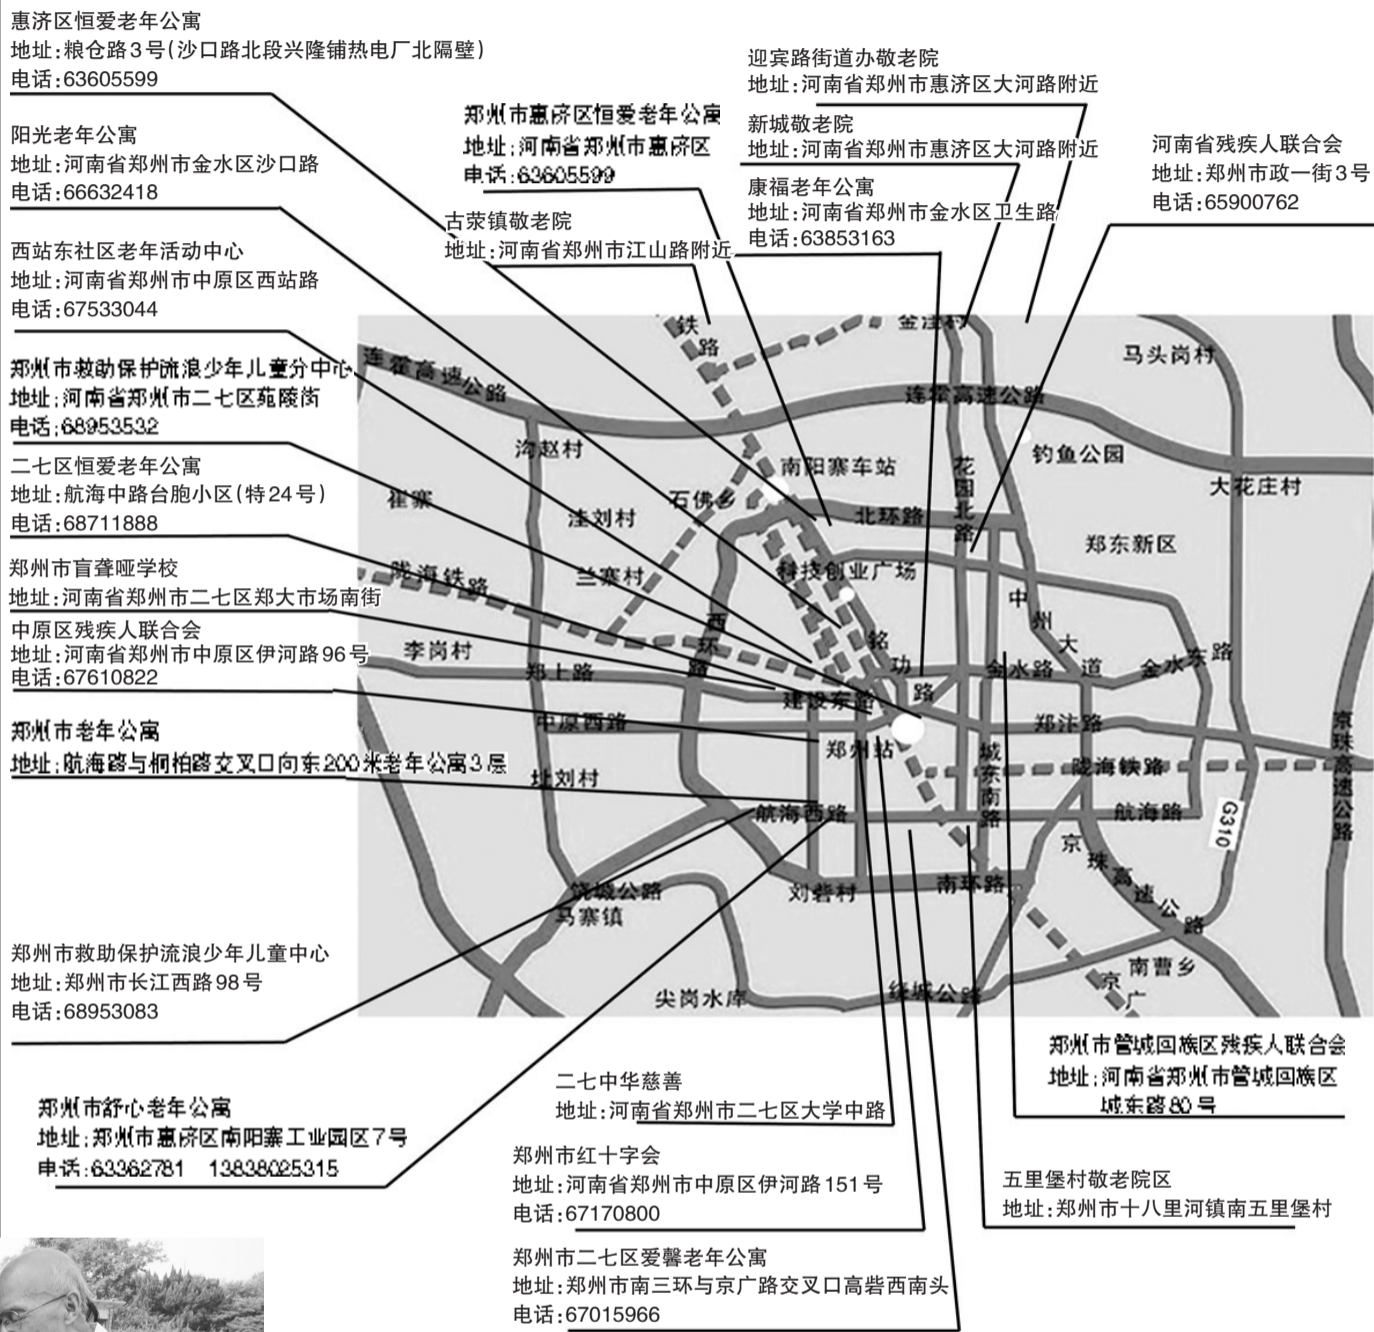 惠济区恒爱老年公寓
地址:粮仓路3号(沙口路北段兴隆铺热电厂北隔壁)
电话:63605599
阳光老年公寓
地址:河南省郑州市金水区沙口路
电话:66632418
西站东社区老年活动中心
地址:河南省郑州市中原区西站路
电话:67533044
郑州市救助保护流浪少年儿童分中心
地址:河南省郑州市二七区苑陵街
电话:68953532
二七区恒爱老年公寓
地址:航海中路台胞小区(特24号)
电话:68711888
郑州市盲聋哑学校
地址:河南省郑州市二七区郑大市场南街
中原区残疾人联合会
地址:河南省郑州市中原区伊河路96号
电话:67610822
郑州市老年公寓
地址:航海路与桐柏路交叉口向东200米老年公寓3层
郑州市救助保护流浪少年儿童中心
地址:郑州市长江西路98号
电话:68953083
郑州市舒心老年公寓
地址:郑州市惠济区南阳寨工业园区7号
电话:63362781 13838025315
郑州市惠济区恒爱老年公寓
地址:河南省郑州市惠济区
电话:63605599
古荥镇敬老院
地址:河南省郑州市江山路附近
迎宾路街道办敬老院
地址:河南省郑州市惠济区大河路附近
新城敬老院
地址:河南省郑州市惠济区大河路附近
康福老年公寓
地址:河南省郑州市金水区卫生路
电话:63853163
河南省残疾人联合会
地址:郑州市政一街3号
电话:65900762
铁路
金洼村
马头岗村
连霍高速公路
连霍高速公路
沟赵村
南阳寨车站
花园北路
钓鱼公园
大花庄村
崔寨
石佛乡
洼刘村
北环路
郑东新区
陇海铁路
兰寨村
科技创业广场
中州大道
西环路
铭功路
李岗村
郑上路
金水路
金水东路
建设东路
中原西路
郑州站
郑汴路
京珠高速公路
址刘村
城东南路
陇海铁路
航海西路
航海路
G310
京珠高速公路
饶城公路
马寨镇
刘砦村
南环路
尖岗水库
绕城公路
南曹乡
京广
郑州市管城回族区残疾人联合会
地址:河南省郑州市管城回族区
城东路80号
二七中华慈善
地址:河南省郑州市二七区大学中路
郑州市红十字会
地址:河南省郑州市中原区伊河路151号
电话:67170800
五里堡村敬老院区
地址:郑州市十八里河镇南五里堡村
郑州市二七区爱馨老年公寓
地址:郑州市南三环与京广路交叉口高砦西南头
电话:67015966